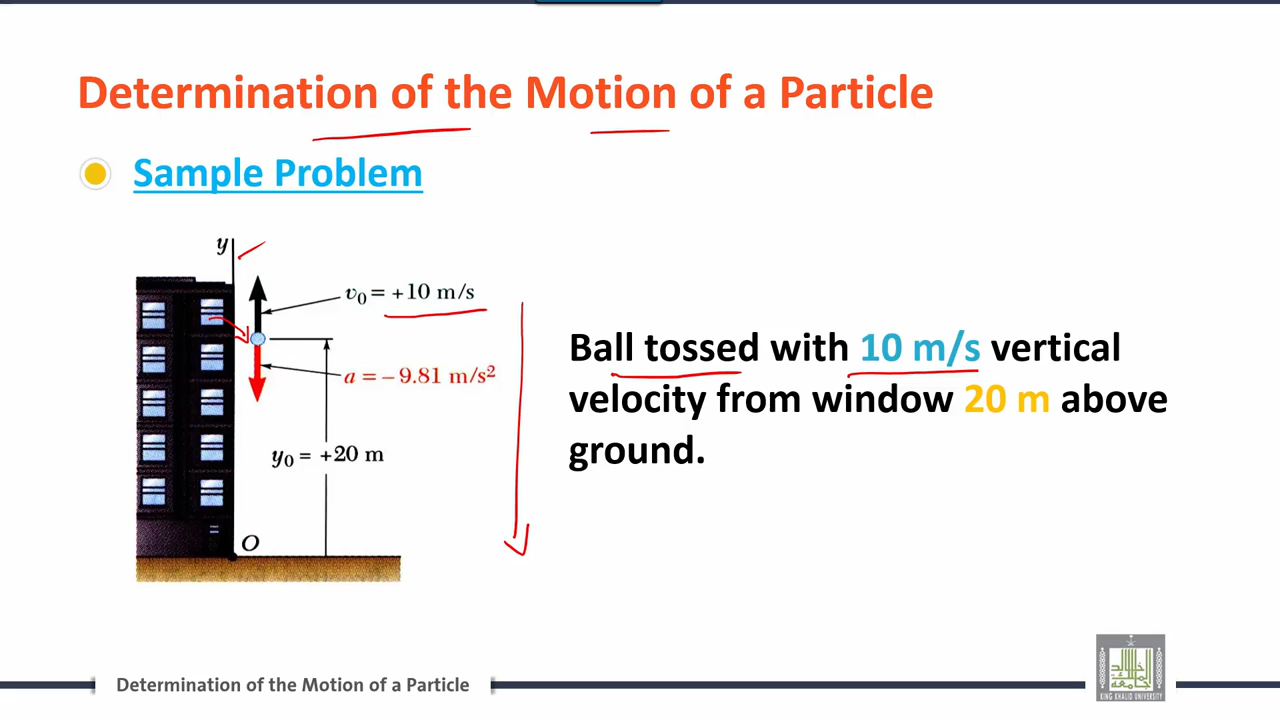 Determination of the Motion of a Particle
Sample Problem
y
v₀ = +10 m/s
a = −9.81 m/s²
y₀ = +20 m
O
Ball tossed with 10 m/s vertical
velocity from window 20 m above
ground.
Determination of the Motion of a Particle
KING KHALID UNIVERSITY